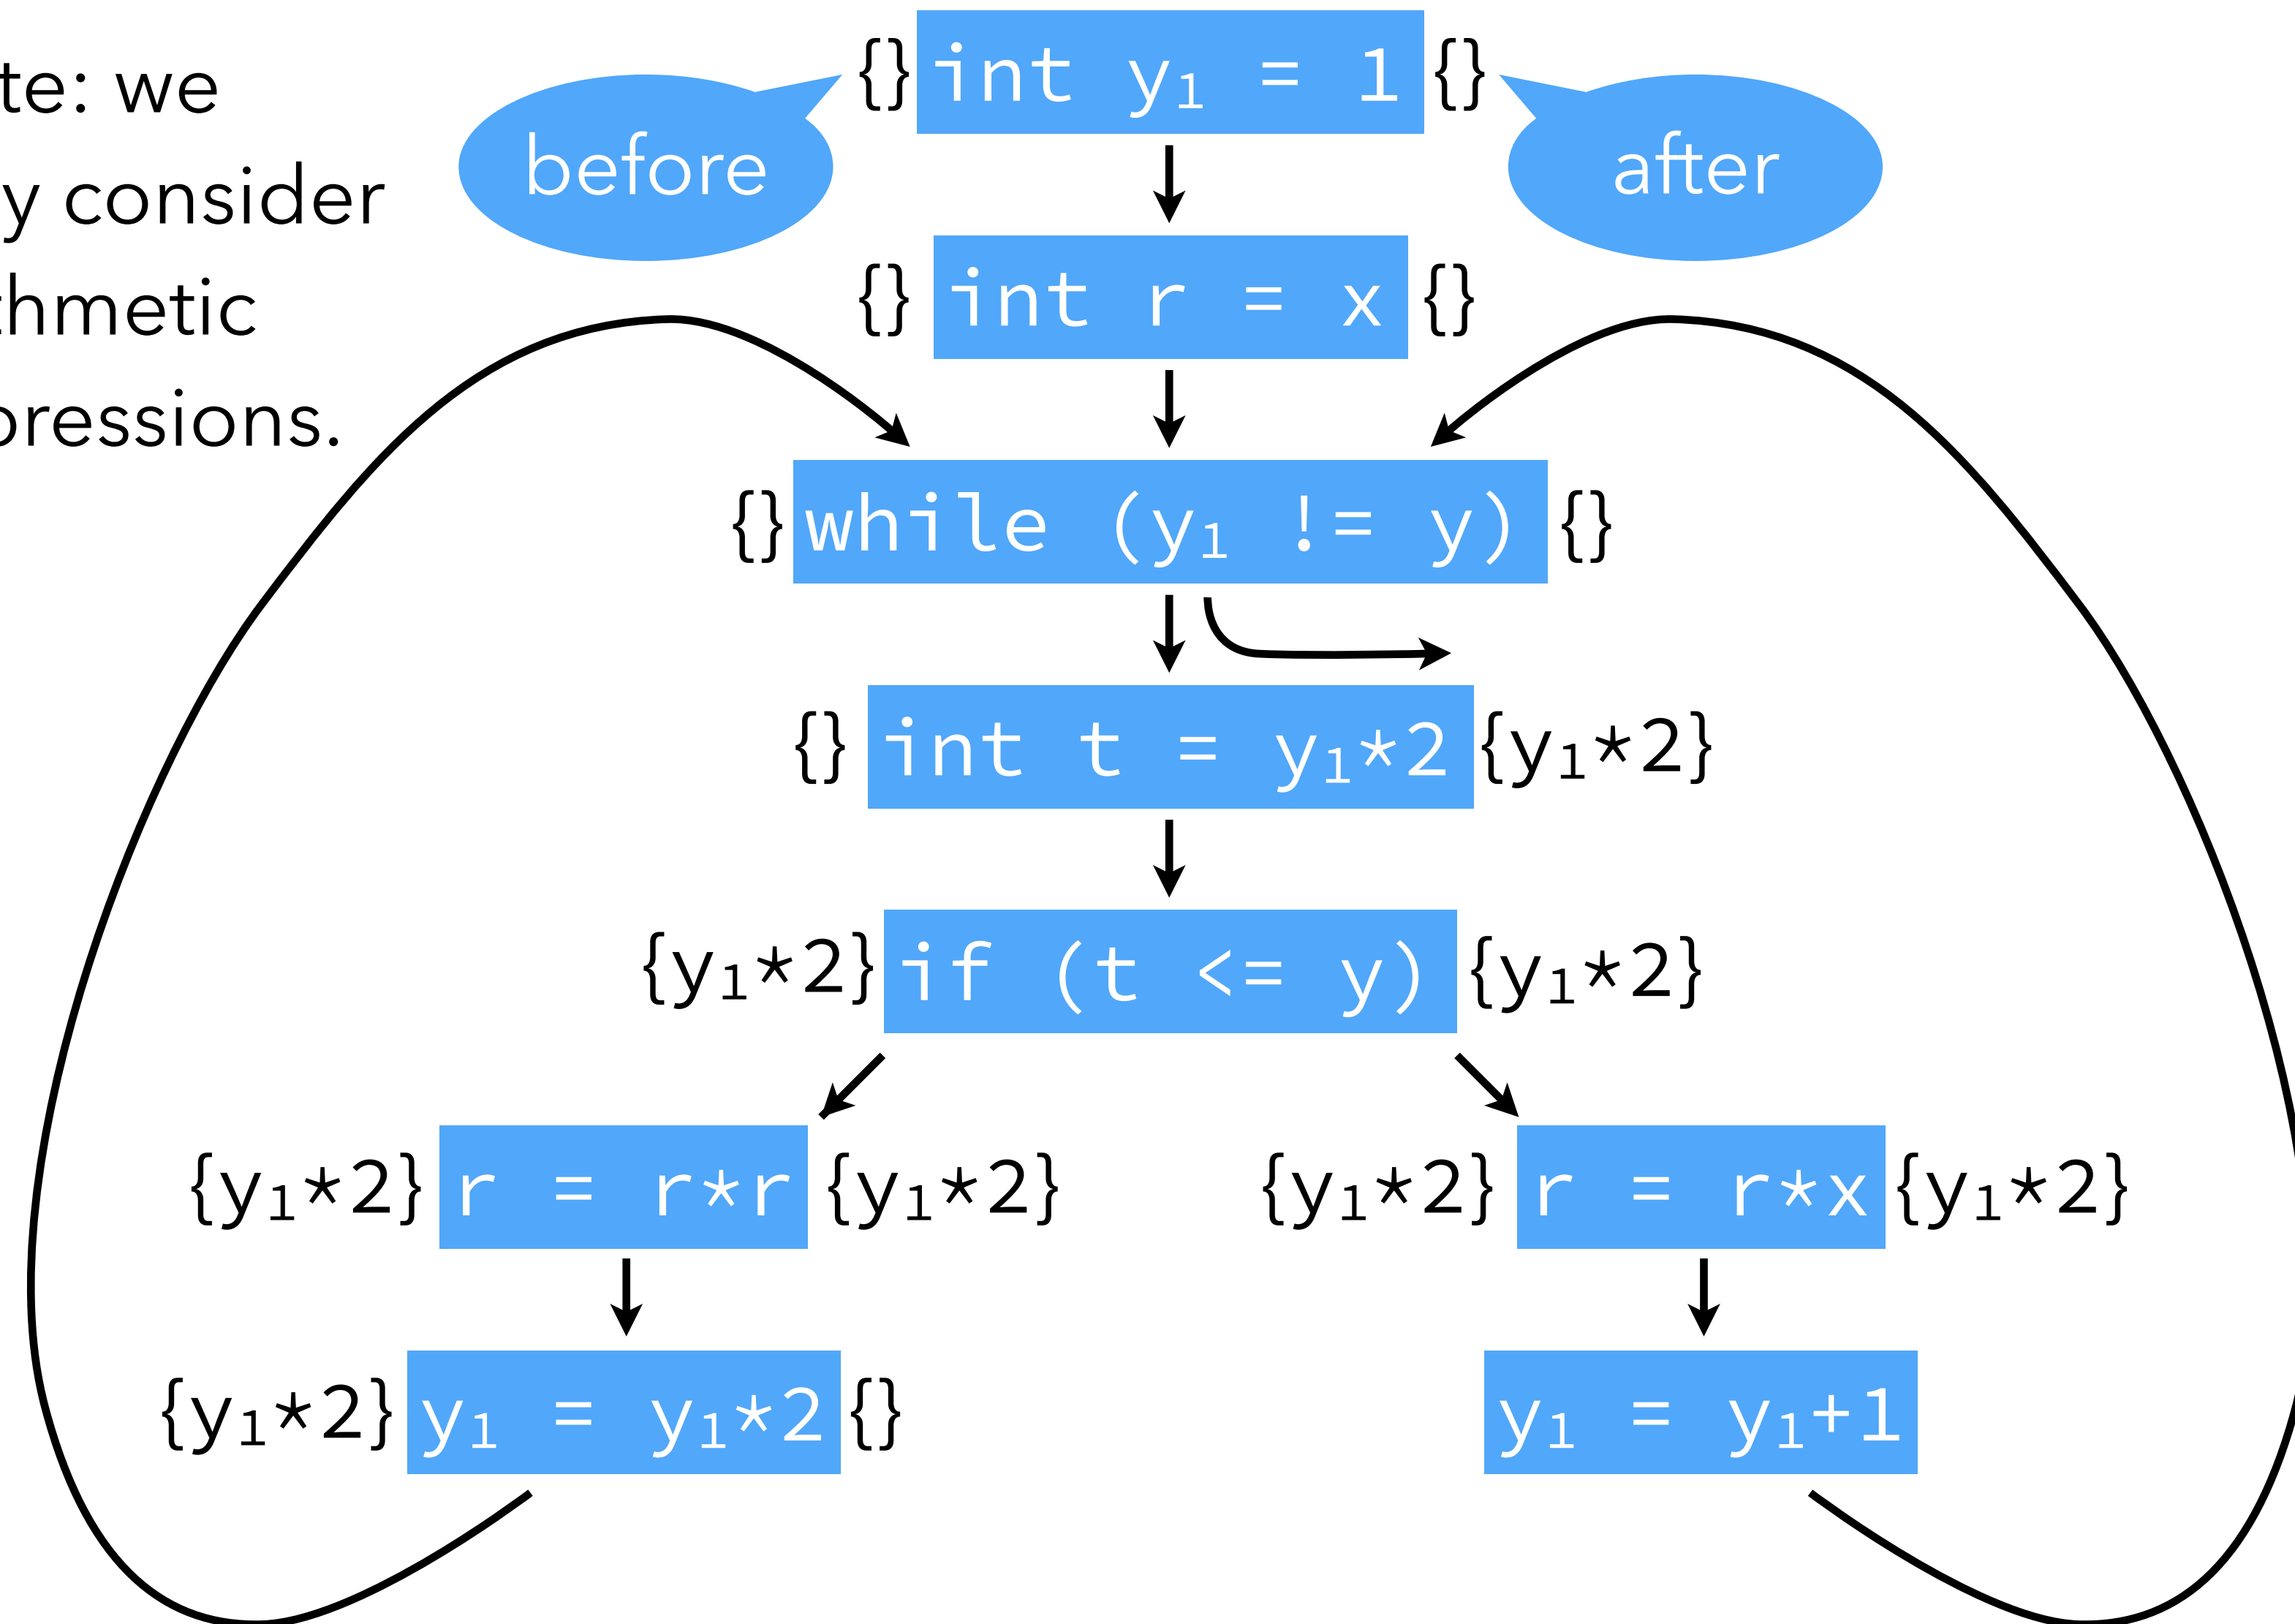 te: we
y consider
hmetic
ressions.
before
after
{} int y₁ = 1 {}
{} int r = x {}
{} while (y₁ != y) {}
{} int t = y₁*2 {y₁*2}
{y₁*2} if (t <= y) {y₁*2}
{y₁*2} r = r*r {y₁*2} {y₁*2} r = r*x {y₁*2}
{y₁*2} y₁ = y₁*2 {} y₁ = y₁+1